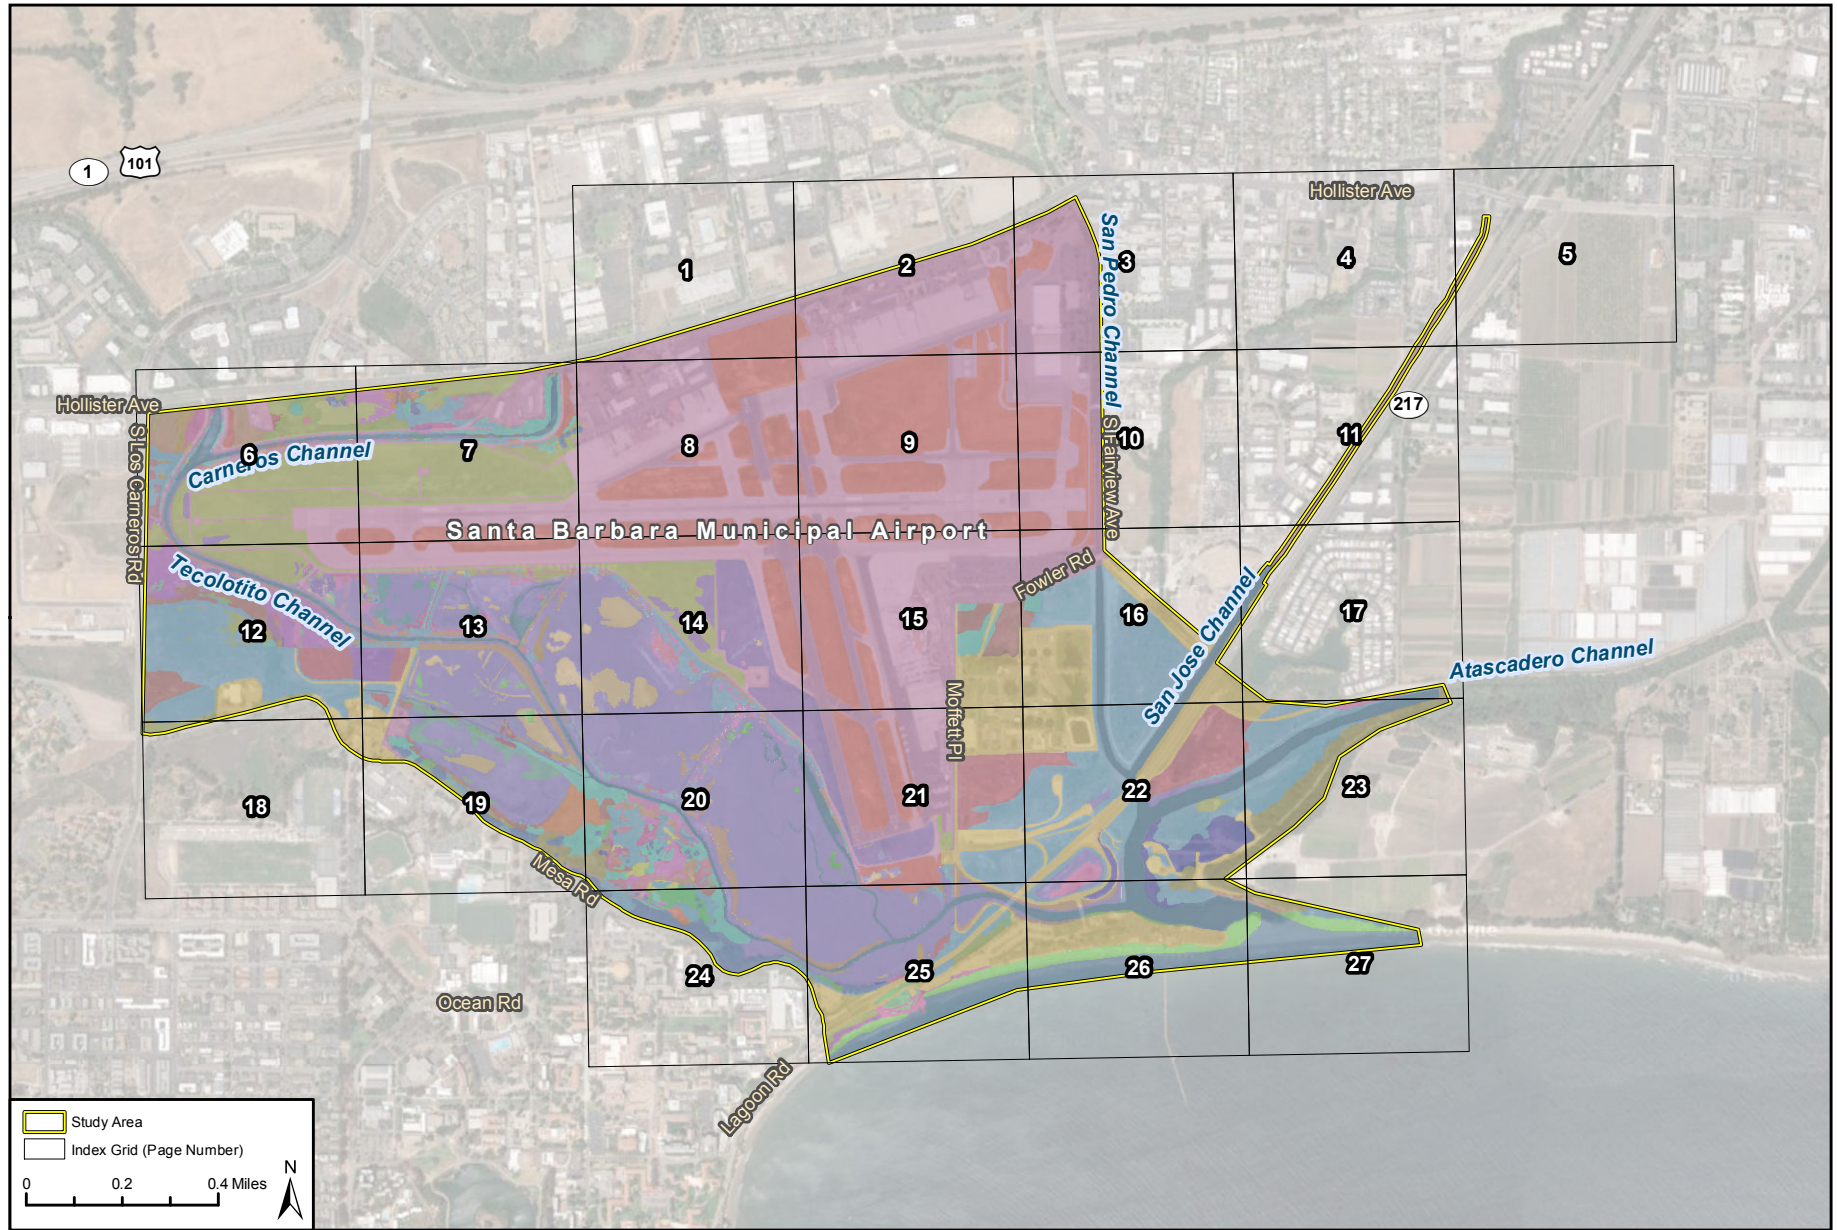 101
1
Hollister Ave
San Pedro Channel
1
2
3
4
5
Hollister Ave
S Los Carneros Rd
6
Carneros Channel
7
8
9
S Fairview Ave
10
11
217
Santa Barbara Municipal Airport
Tecolotito Channel
12
13
14
15
Fowler Rd
16
San Jose Channel
17
Atascadero Channel
Moffett Pl
18
19
20
21
22
23
Mesa Rd
24
25
26
27
Ocean Rd
Lagoon Rd
Study Area
Index Grid (Page Number)
N
0 0.2 0.4 Miles